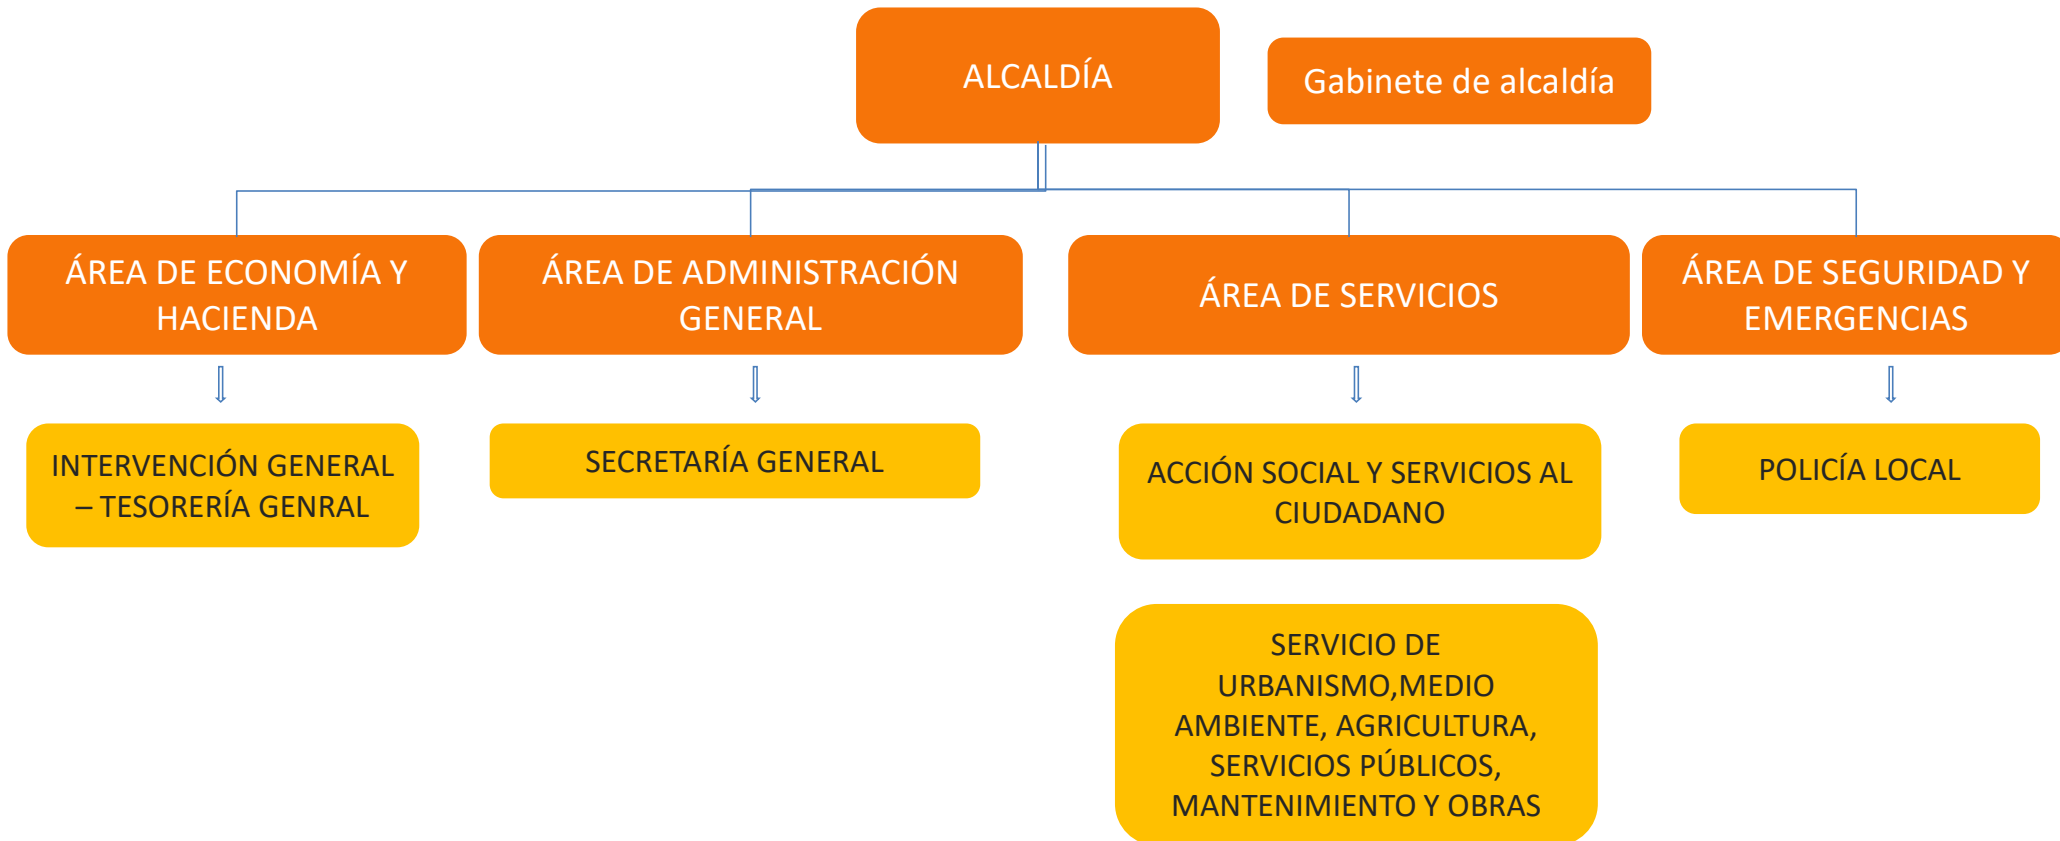 ALCALDÍA
Gabinete de alcaldía
ÁREA DE ECONOMÍA Y
HACIENDA
ÁREA DE ADMINISTRACIÓN
GENERAL
ÁREA DE SERVICIOS
ÁREA DE SEGURIDAD Y
EMERGENCIAS
INTERVENCIÓN GENERAL
– TESORERÍA GENRAL
SECRETARÍA GENERAL
ACCIÓN SOCIAL Y SERVICIOS AL
CIUDADANO
POLICÍA LOCAL
SERVICIO DE
URBANISMO,MEDIO
AMBIENTE, AGRICULTURA,
SERVICIOS PÚBLICOS,
MANTENIMIENTO Y OBRAS